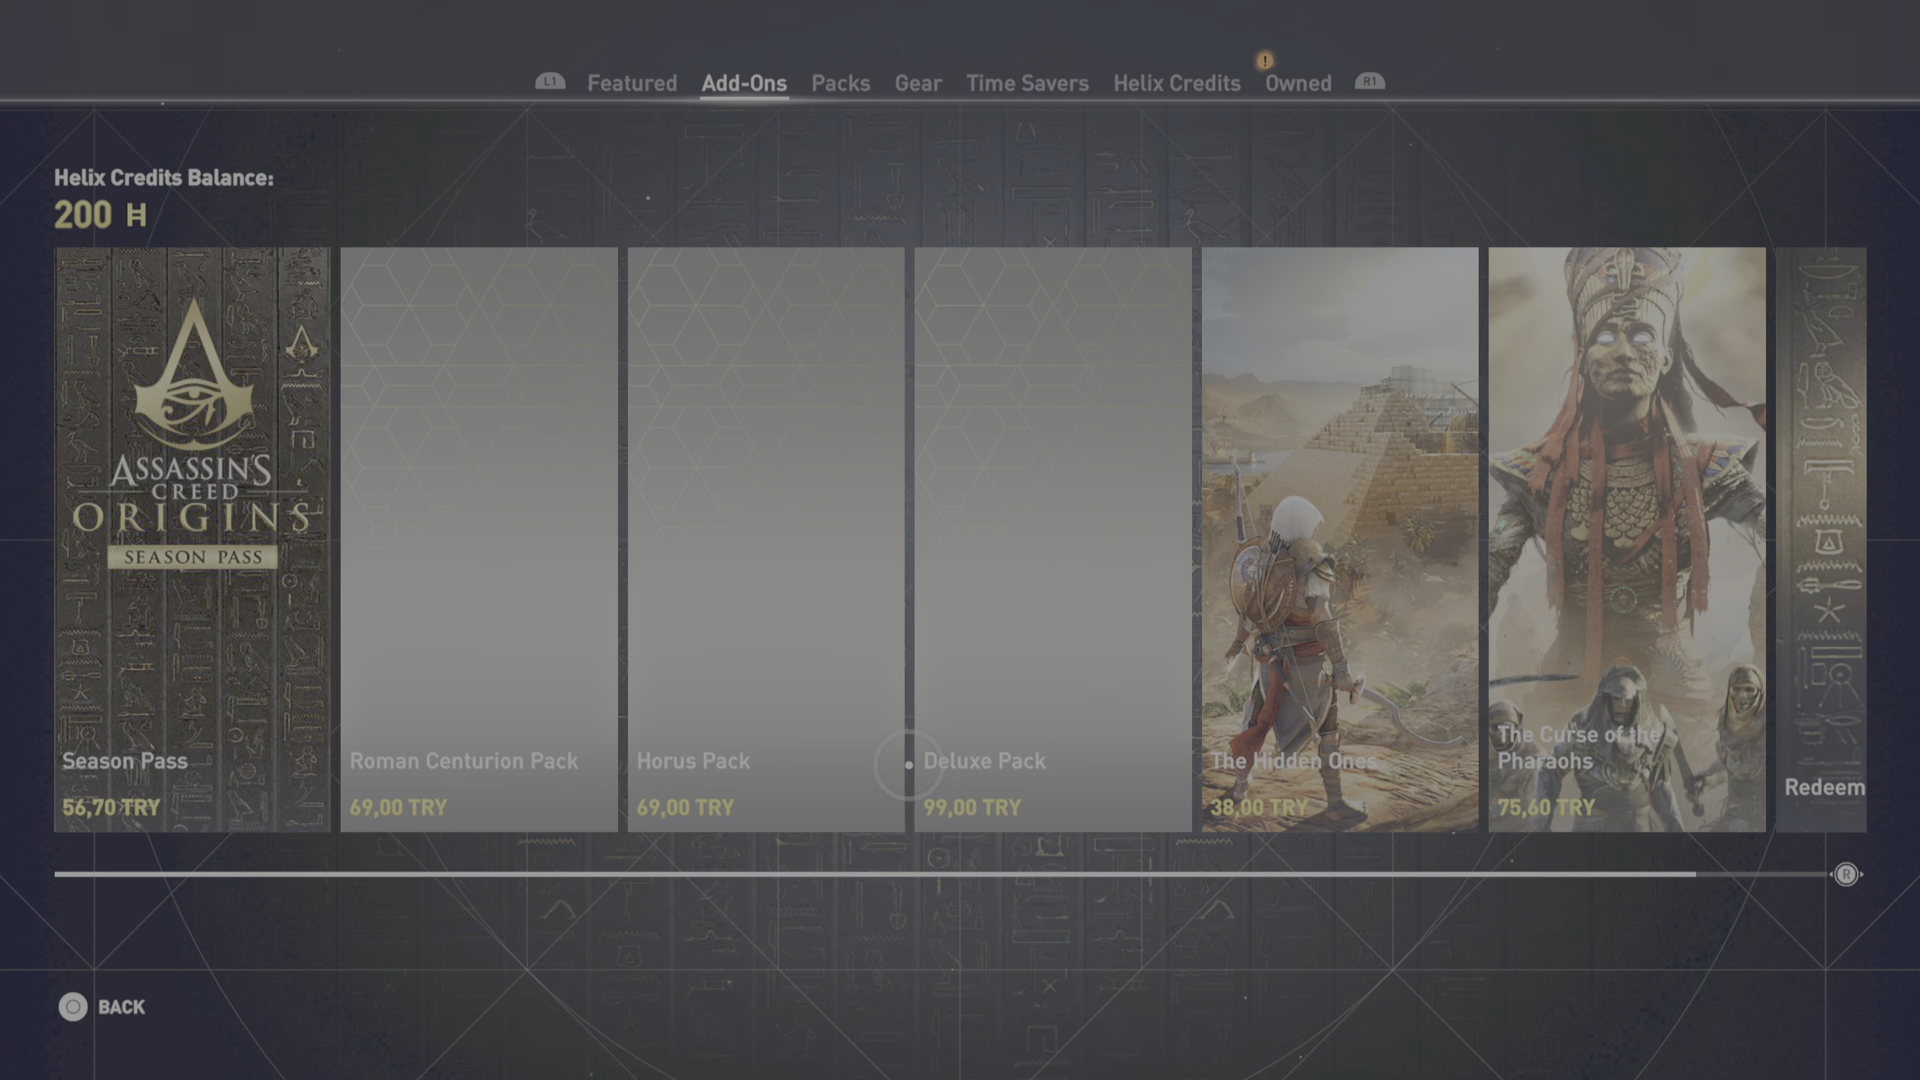 L1 Featured Add-Ons Packs Gear Time Savers Helix Credits ! Owned R1
Helix Credits Balance:
200 H
ASSASSIN'S
CREED
ORIGINS
SEASON PASS
Season Pass
56,70 TRY
Roman Centurion Pack
69,00 TRY
Horus Pack
69,00 TRY
Deluxe Pack
99,00 TRY
The Hidden Ones
38,00 TRY
The Curse of the
Pharaohs
75,60 TRY
Redeem
R
BACK